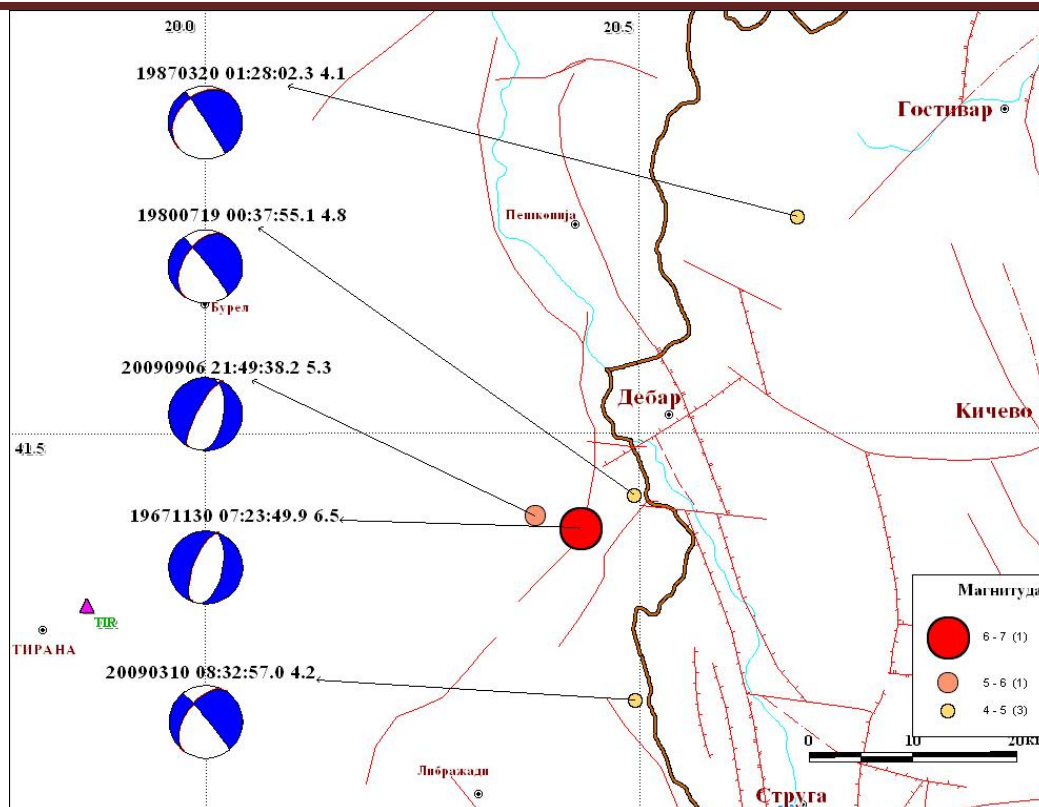 20.0
20.5
19870320 01:28:02.3 4.1
Гостивар
19800719 00:37:55.1 4.8
Пешкопија
Бурел
20090906 21:49:38.2 5.3
Дебар
Кичево
41.5
19671130 07:23:49.9 6.5
Магнитуда
6 - 7 (1)
TIR
ТИРАНА
20090310 08:32:57.0 4.2
5 - 6 (1)
4 - 5 (3)
0 10 20 км
Либражди
Струга